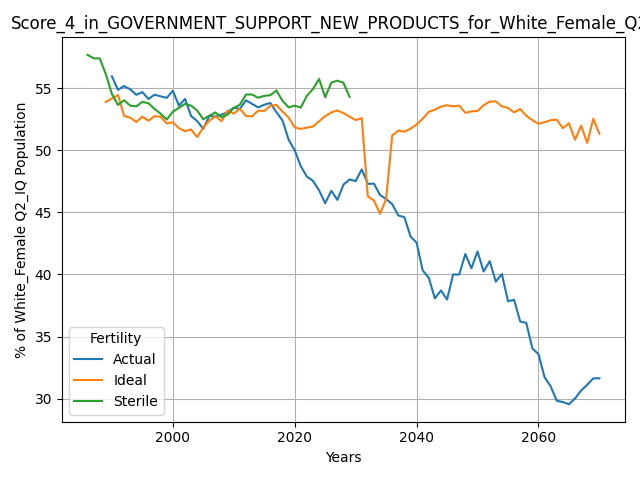 Score_4_in_GOVERNMENT_SUPPORT_NEW_PRODUCTS_for_White_Female_Q2
% of White_Female Q2_IQ Population
55
50
45
40
35
30
Fertility
Actual
Ideal
Sterile
2000
2020
2040
2060
Years